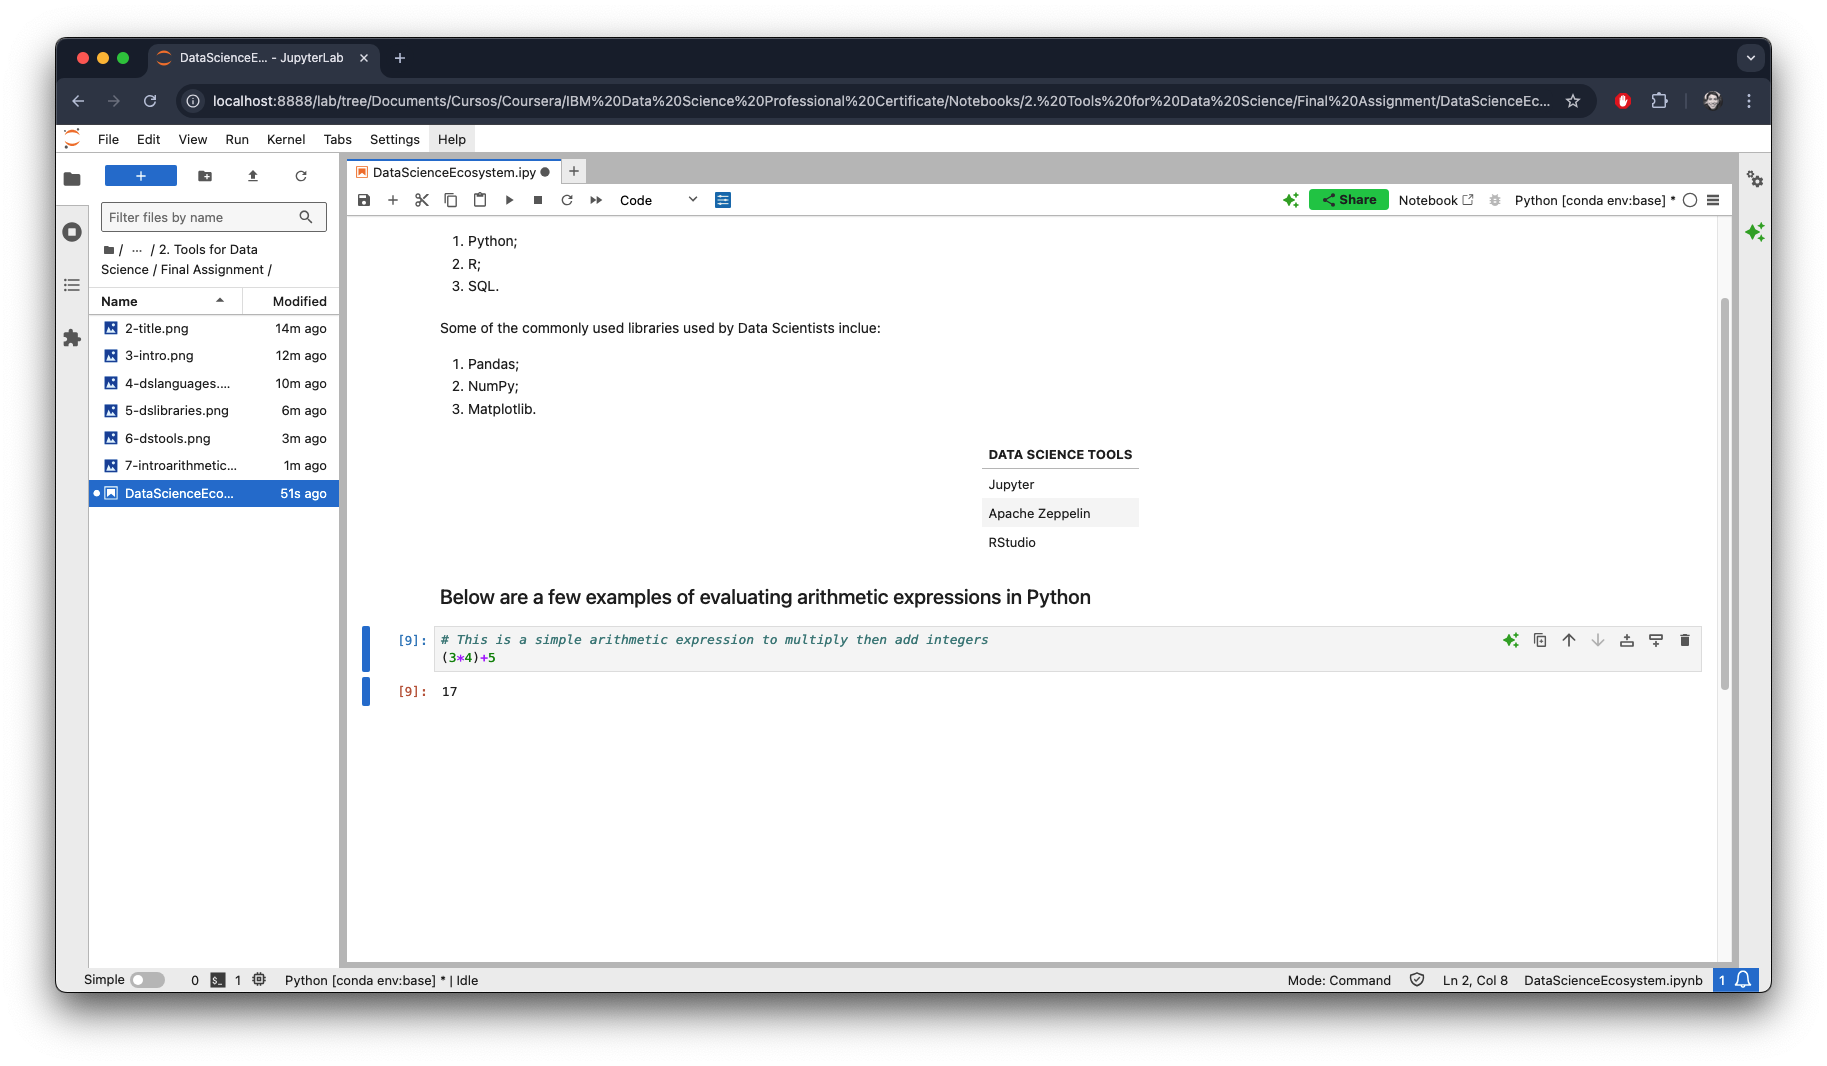 DataScienceE... - JupyterLab
localhost:8888/lab/tree/Documents/Cursos/Coursera/IBM%20Data%20Science%20Professional%20Certificate/Notebooks/2.%20Tools%20for%20Data%20Science/Final%20Assignment/DataScienceEc...
File Edit View Run Kernel Tabs Settings Help
Filter files by name
/ ... / 2. Tools for Data
Science / Final Assignment /
Name Modified
2-title.png 14m ago
3-intro.png 12m ago
4-dslanguages.... 10m ago
5-dslibraries.png 6m ago
6-dstools.png 3m ago
7-introarithmetic... 1m ago
DataScienceEco... 51s ago
DataScienceEcosystem.ipy
Code
Share Notebook Python [conda env:base] *
1. Python;
2. R;
3. SQL.
Some of the commonly used libraries used by Data Scientists inclue:
1. Pandas;
2. NumPy;
3. Matplotlib.
DATA SCIENCE TOOLS
Jupyter
Apache Zeppelin
RStudio
Below are a few examples of evaluating arithmetic expressions in Python
[9]: # This is a simple arithmetic expression to multiply then add integers
(3*4)+5
[9]: 17
Simple 0 $_ 1 Python [conda env:base] * | Idle
Mode: Command Ln 2, Col 8 DataScienceEcosystem.ipynb 1